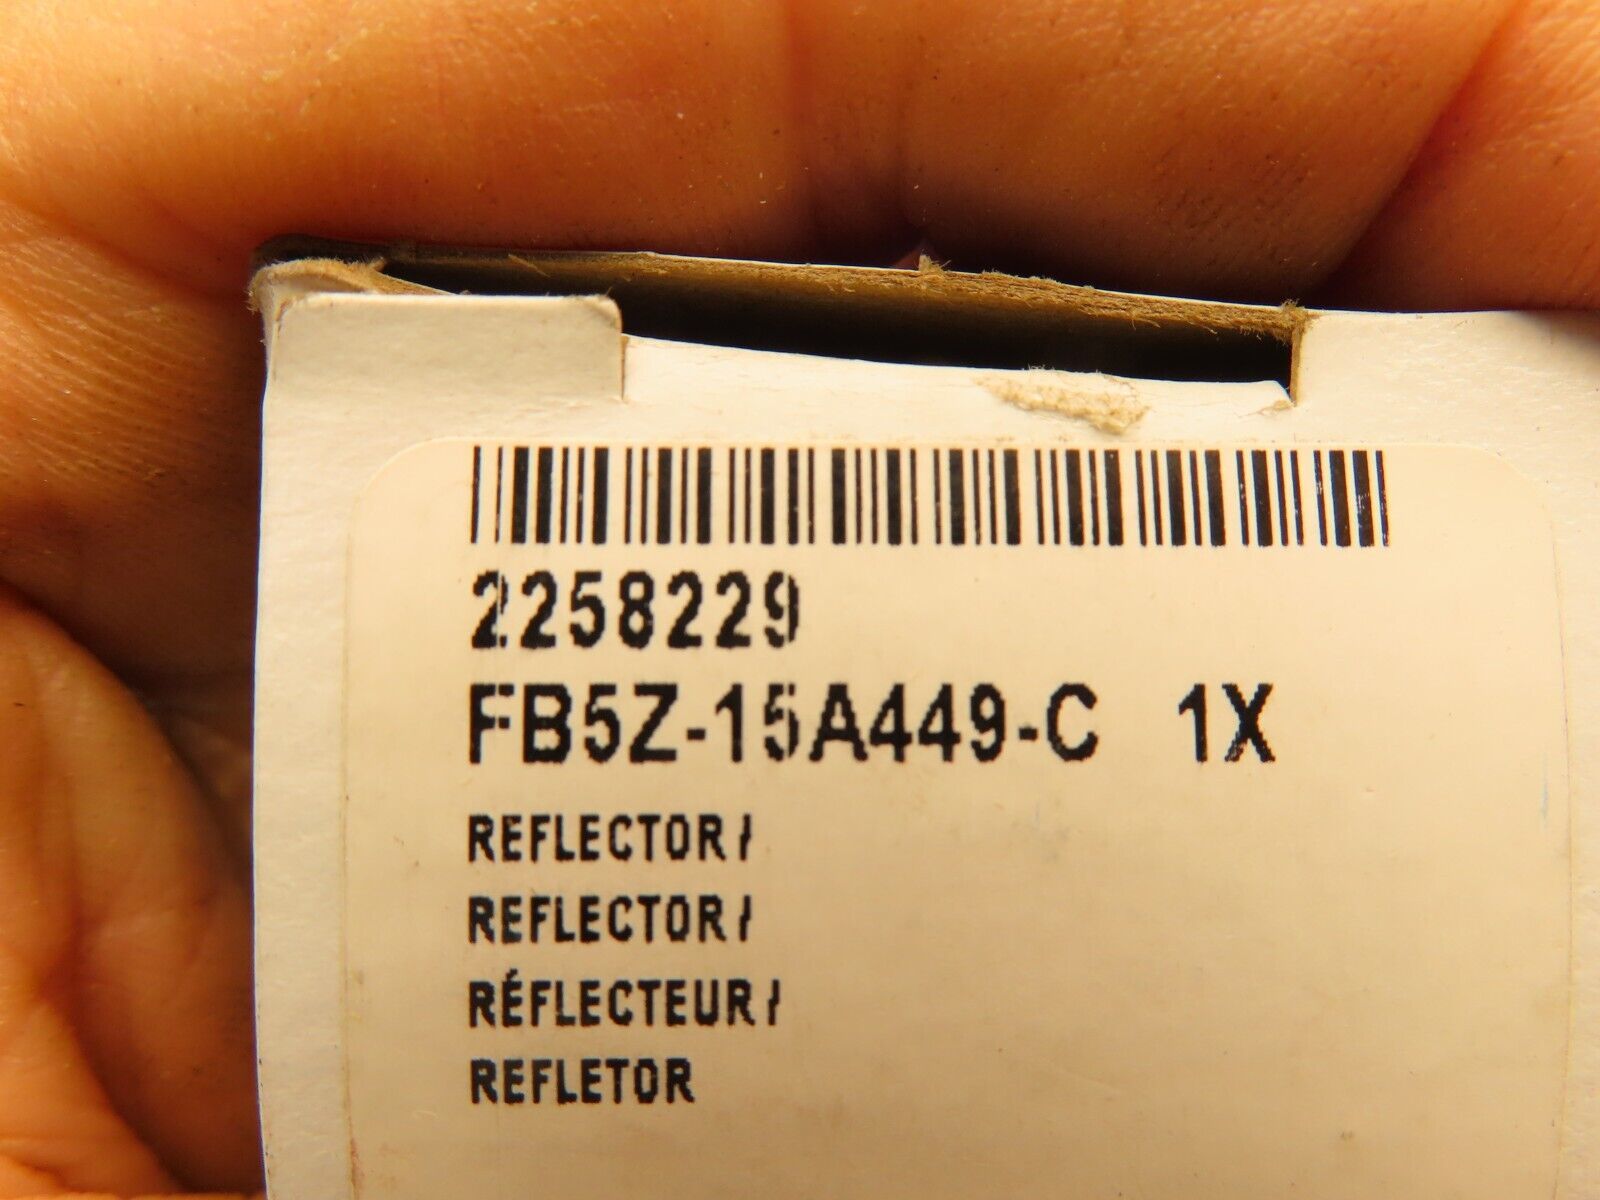 2258229
FB5Z-15A449-C 1X
REFLECTOR/
REFLECTOR/
RÉFLECTEUR/
REFLETOR